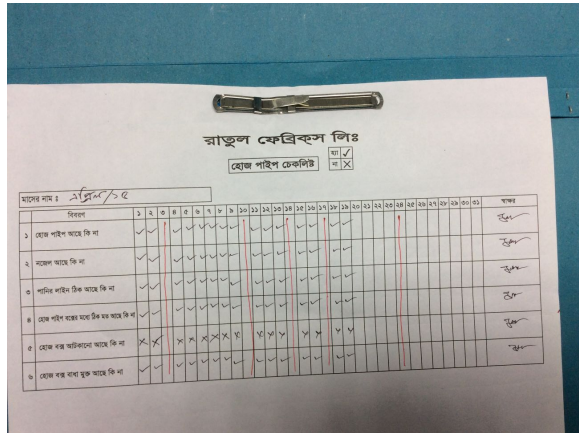 রাতুল ফেব্রিক্স লিঃ
হোজ পাইপ চেকলিষ্ট
হ্যা ✓
না X
মাসের নাম ঃ এপ্রিল/১৫
বিবরণ ১ ২ ৩ ৪ ৫ ৬ ৭ ৮ ৯ ১০ ১১ ১২ ১৩ ১৪ ১৫ ১৬ ১৭ ১৮ ১৯ ২০ ২১ ২২ ২৩ ২৪ ২৫ ২৬ ২৭ ২৮ ২৯ ৩০ ৩১ স্বাক্ষর
১ হোজ পাইপ আছে কি না ✓ ✓ ✓ ✓ ✓ ✓ ✓ ✓ ✓ ✓ ✓ ✓ ✓ ✓ ✓
২ নজেল আছে কি না ✓ ✓ ✓ ✓ ✓ ✓ ✓ ✓ ✓ ✓ ✓ ✓ ✓ ✓ ✓
৩ পানির লাইন ঠিক আছে কি না ✓ ✓ ✓ ✓ ✓ ✓ ✓ ✓ ✓ ✓ ✓ ✓ ✓ ✓ ✓
৪ হোজ পাইপ বক্সের মধ্যে ঠিক মত আছে কি না ✓ ✓ ✓ ✓ ✓ ✓ ✓ ✓ ✓ ✓ ✓ ✓ ✓ ✓ ✓
৫ হোজ বক্স আটকানো আছে কি না X X X X X X X X X X X X X X X
৬ হোজ বক্স বাধা মুক্ত আছে কি না ✓ ✓ ✓ ✓ ✓ ✓ ✓ ✓ ✓ ✓ ✓ ✓ ✓ ✓ ✓